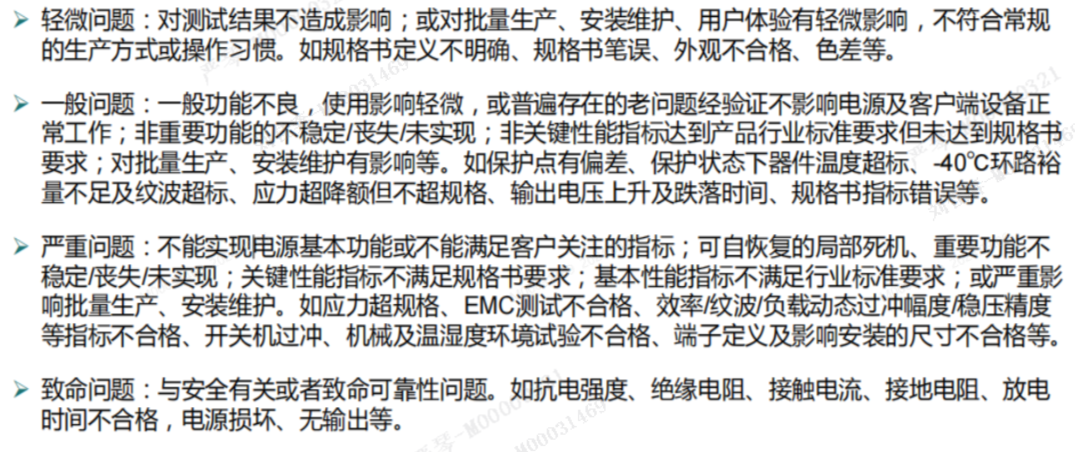 ➢ 轻微问题：对测试结果不造成影响；或对批量生产、安装维护、用户体验有轻微影响，不符合常规
的生产方式或操作习惯。如规格书定义不明确、规格书笔误、外观不合格、色差等。
➢ 一般问题：一般功能不良，使用影响轻微，或普遍存在的老问题经验证不影响电源及客户端设备正
常工作；非重要功能的不稳定/丧失/未实现；非关键性能指标达到产品行业标准要求但未达到规格书
要求；对批量生产、安装维护有影响等。如保护点有偏差、保护状态下器件温度超标、-40℃环路裕
量不足及纹波超标、应力超降额但不超规格、输出电压上升及跌落时间、规格书指标错误等。
➢ 严重问题：不能实现电源基本功能或不能满足客户关注的指标；可自恢复的局部死机、重要功能不
稳定/丧失/未实现；关键性能指标不满足规格书要求；基本性能指标不满足行业标准要求；或严重影
响批量生产、安装维护。如应力超规格、EMC测试不合格、效率/纹波/负载动态过冲幅度/稳压精度
等指标不合格、开关机过冲、机械及温湿度环境试验不合格、端子定义及影响安装的尺寸不合格等。
➢ 致命问题：与安全有关或者致命可靠性问题。如抗电强度、绝缘电阻、接触电流、接地电阻、放电
时间不合格，电源损坏、无输出等。